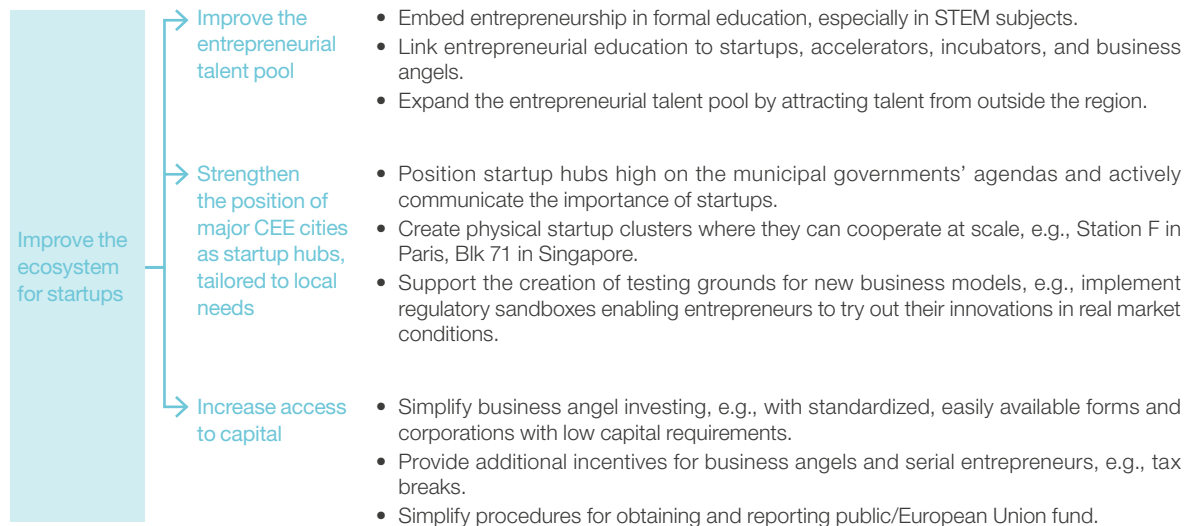 Improve the
ecosystem
for startups
Improve the
entrepreneurial
talent pool
• Embed entrepreneurship in formal education, especially in STEM subjects.
• Link entrepreneurial education to startups, accelerators, incubators, and business
angels.
• Expand the entrepreneurial talent pool by attracting talent from outside the region.
Strengthen
the position of
major CEE cities
as startup hubs,
tailored to local
needs
• Position startup hubs high on the municipal governments’ agendas and actively
communicate the importance of startups.
• Create physical startup clusters where they can cooperate at scale, e.g., Station F in
Paris, Blk 71 in Singapore.
• Support the creation of testing grounds for new business models, e.g., implement
regulatory sandboxes enabling entrepreneurs to try out their innovations in real market
conditions.
Increase access
to capital
• Simplify business angel investing, e.g., with standardized, easily available forms and
corporations with low capital requirements.
• Provide additional incentives for business angels and serial entrepreneurs, e.g., tax
breaks.
• Simplify procedures for obtaining and reporting public/European Union fund.